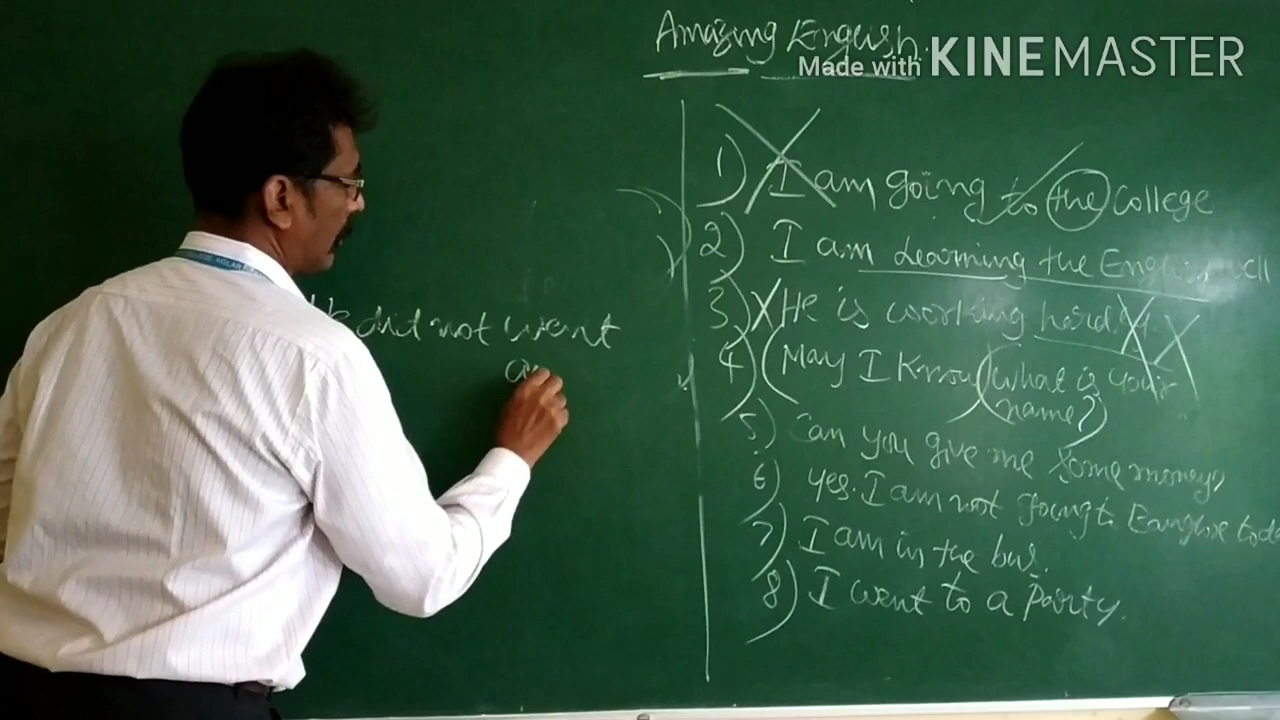 Amazing English.
Made with KINEMASTER
1) I am going to the College
2) I am Learning the English
3) He is working hardly.
4) May I Know what is your
name?
5) Can you give me some money?
6) Yes. I am not going to
7) I am in the bus.
8) I went to a Party.
did not went